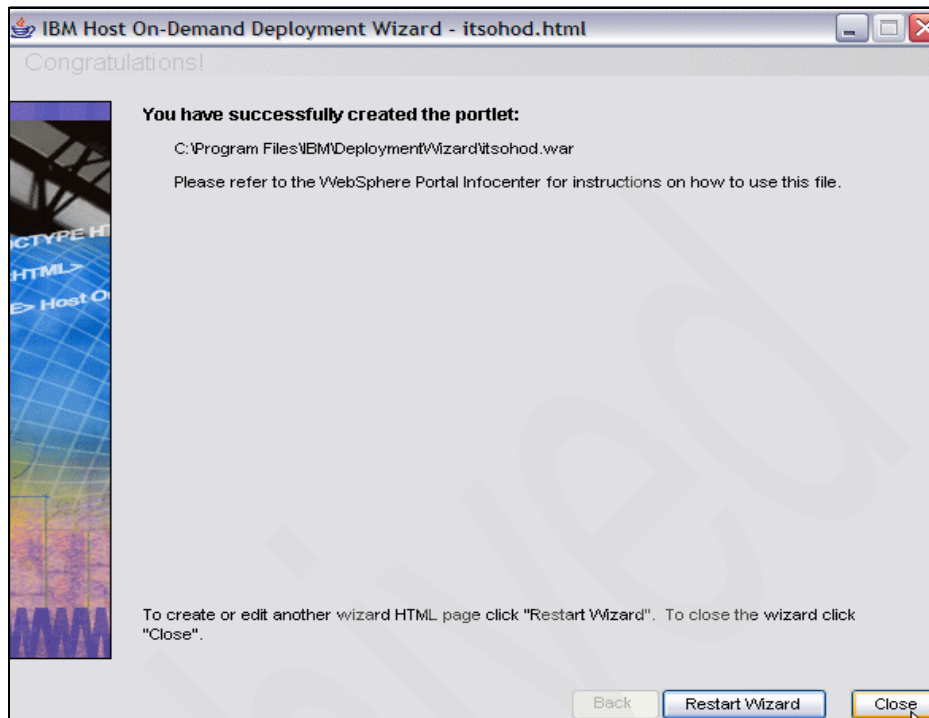 IBM Host On-Demand Deployment Wizard - itsohod.html
Congratulations!
You have successfully created the portlet:
C:\Program Files\IBM\DeploymentWizard\itsohod.war
Please refer to the WebSphere Portal Infocenter for instructions on how to use this file.
CTYPE H
HTML>
E> Host O
To create or edit another wizard HTML page click "Restart Wizard". To close the wizard click
"Close".
Back
Restart Wizard
Close